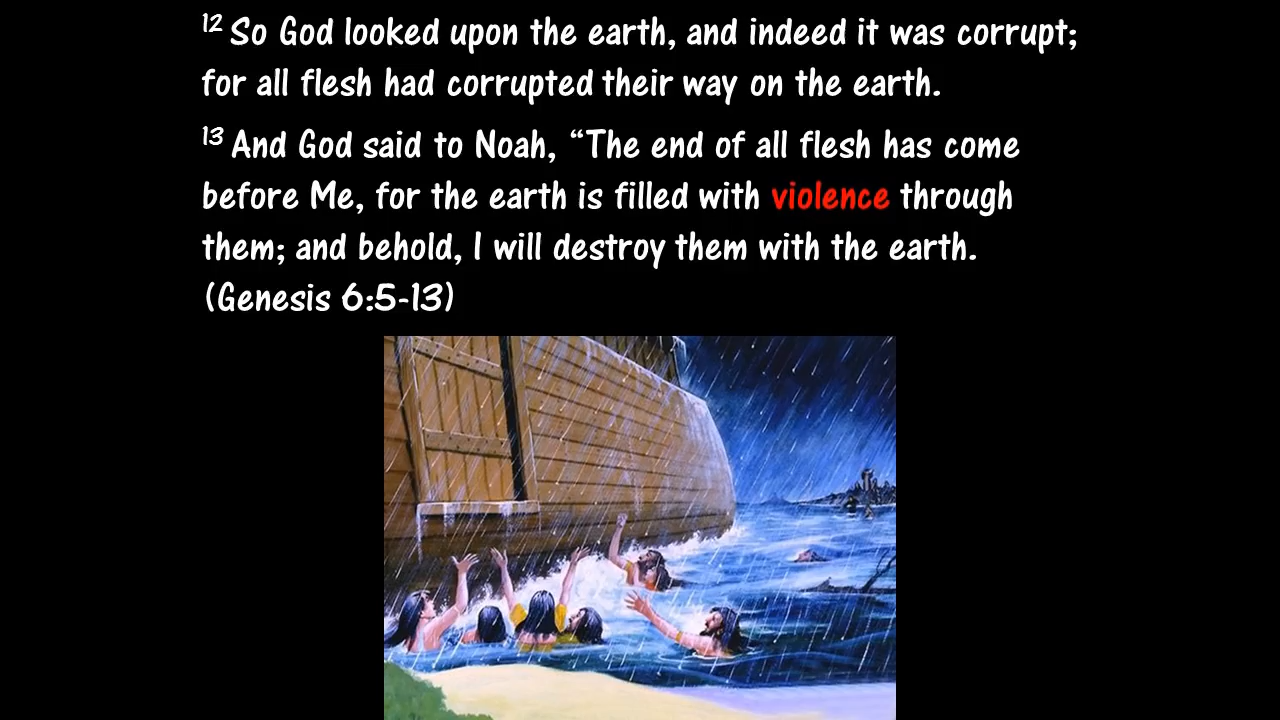 12 So God looked upon the earth, and indeed it was corrupt;
for all flesh had corrupted their way on the earth.
13 And God said to Noah, “The end of all flesh has come
before Me, for the earth is filled with violence through
them; and behold, I will destroy them with the earth.
(Genesis 6:5-13)